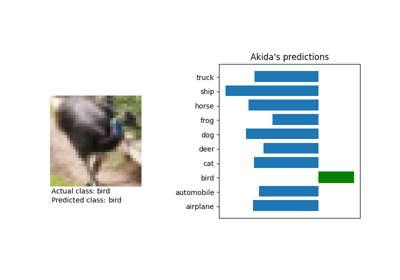 Akida's predictions
truck
ship
horse
frog
dog
deer
cat
bird
automobile
airplane
Actual class: bird
Predicted class: bird